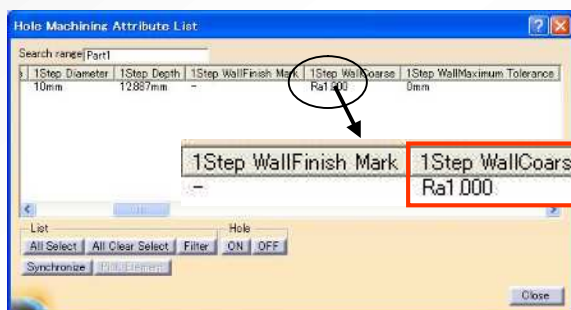 Hole Machining Attribute List
Search range Part1
1Step Diameter 1Step Depth 1Step WallFinish Mark 1Step WallCoarse 1Step WallMaximum Tolerance
10mm 12.887mm - Ra1.000 0mm
1Step WallFinish Mark 1Step WallCoars
- Ra1.000
List Hole
All Select All Clear Select Filter ON OFF
Synchronize
Close